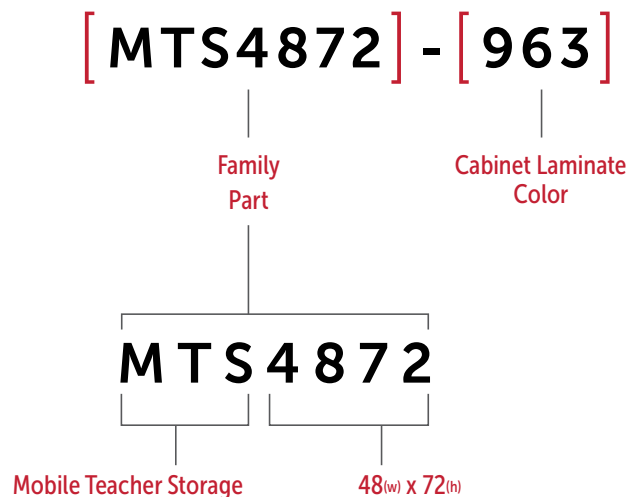 [MTS4872] - [963]
Family
Part
Cabinet Laminate
Color
MTS4872
Mobile Teacher Storage
48(w) x 72(h)